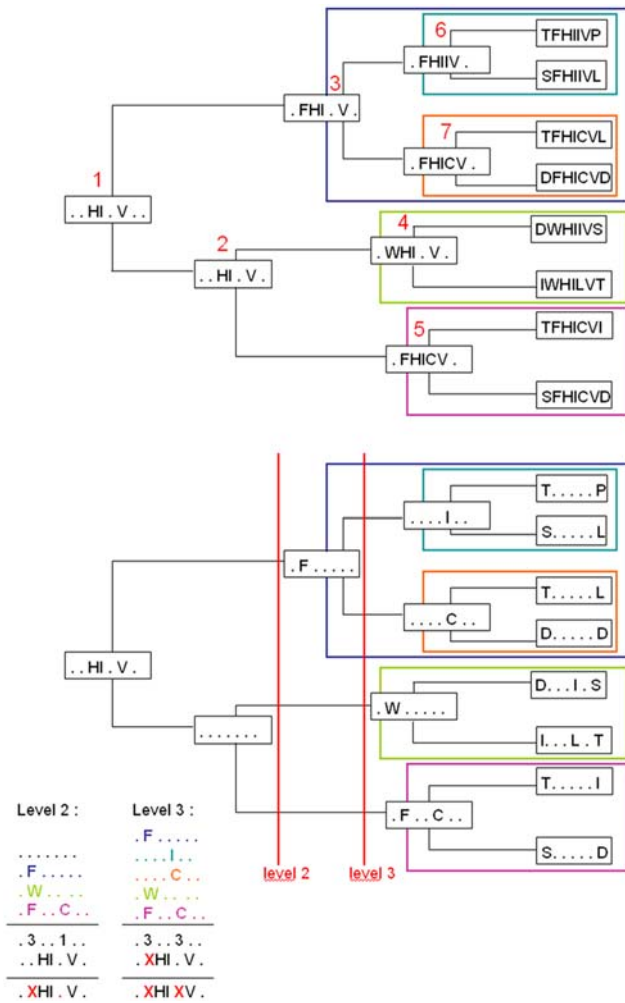 6
TFHIIVP
. FHIIV .
SFHIIVL
3
. FHI . V .
7
TFHICVL
. FHICV .
DFHICVD
1
. . HI . V . .
4
DWHIIVS
2
. WHI . V .
. . HI . V .
IWHILVT
5
TFHICVI
. FHICV .
SFHICVD
T . . . . . P
. . . . I . .
S . . . . . L
. F . . . . .
T . . . . . L
. . . . C . .
D . . . . . D
. . HI . V .
D . . . I . S
. W . . . . .
. . . . . . .
I . . . L . T
T . . . . . I
. F . . C . .
S . . . . . D
level 2
level 3
Level 2 :
. . . . . . .
. F . . . . .
. W . . . . .
. F . . C . .
. 3 . . 1 . .
. . HI . V .
. XHI . V .
Level 3 :
. F . . . . .
. . . . I . .
. . . . C . .
. W . . . . .
. F . . C . .
. 3 . . 3 . .
. XHI . V .
. XHI XV .